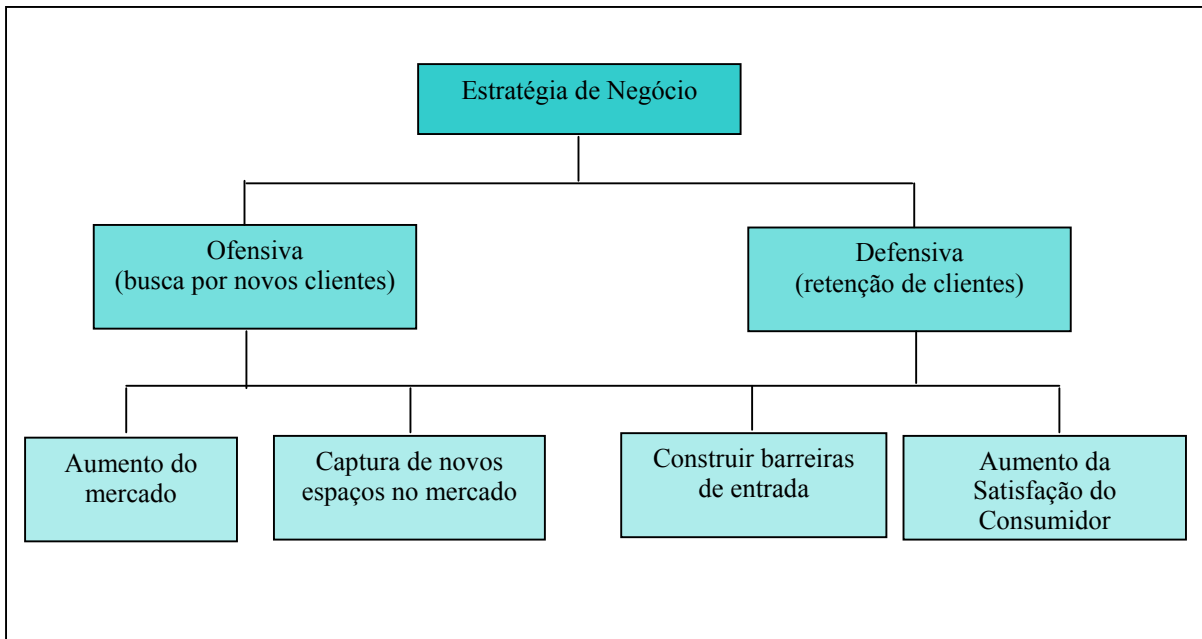 Estratégia de Negócio
Ofensiva
(busca por novos clientes)
Defensiva
(retenção de clientes)
Aumento do
mercado
Captura de novos
espaços no mercado
Construir barreiras
de entrada
Aumento da
Satisfação do
Consumidor